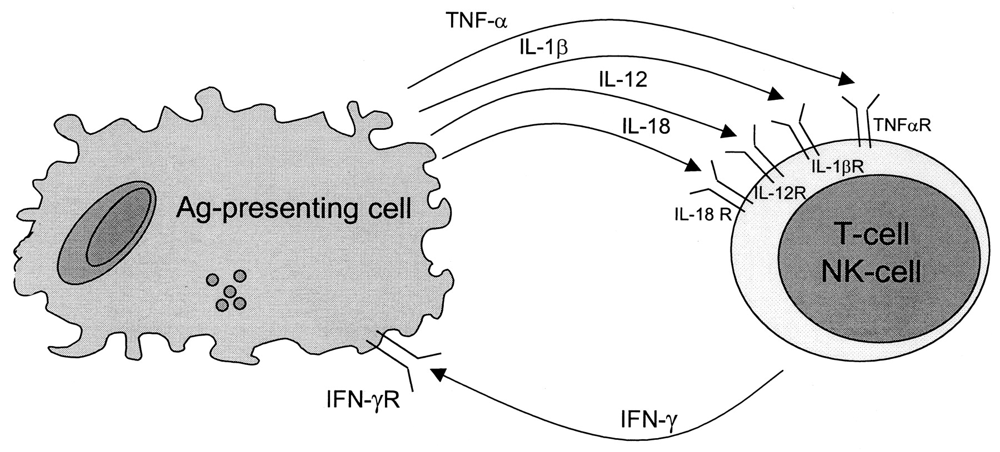 TNF-α
IL-1β
IL-12
IL-18
TNFαR
IL-1βR
IL-12R
IL-18 R
Ag-presenting cell
T-cell
NK-cell
IFN-γR
IFN-γ